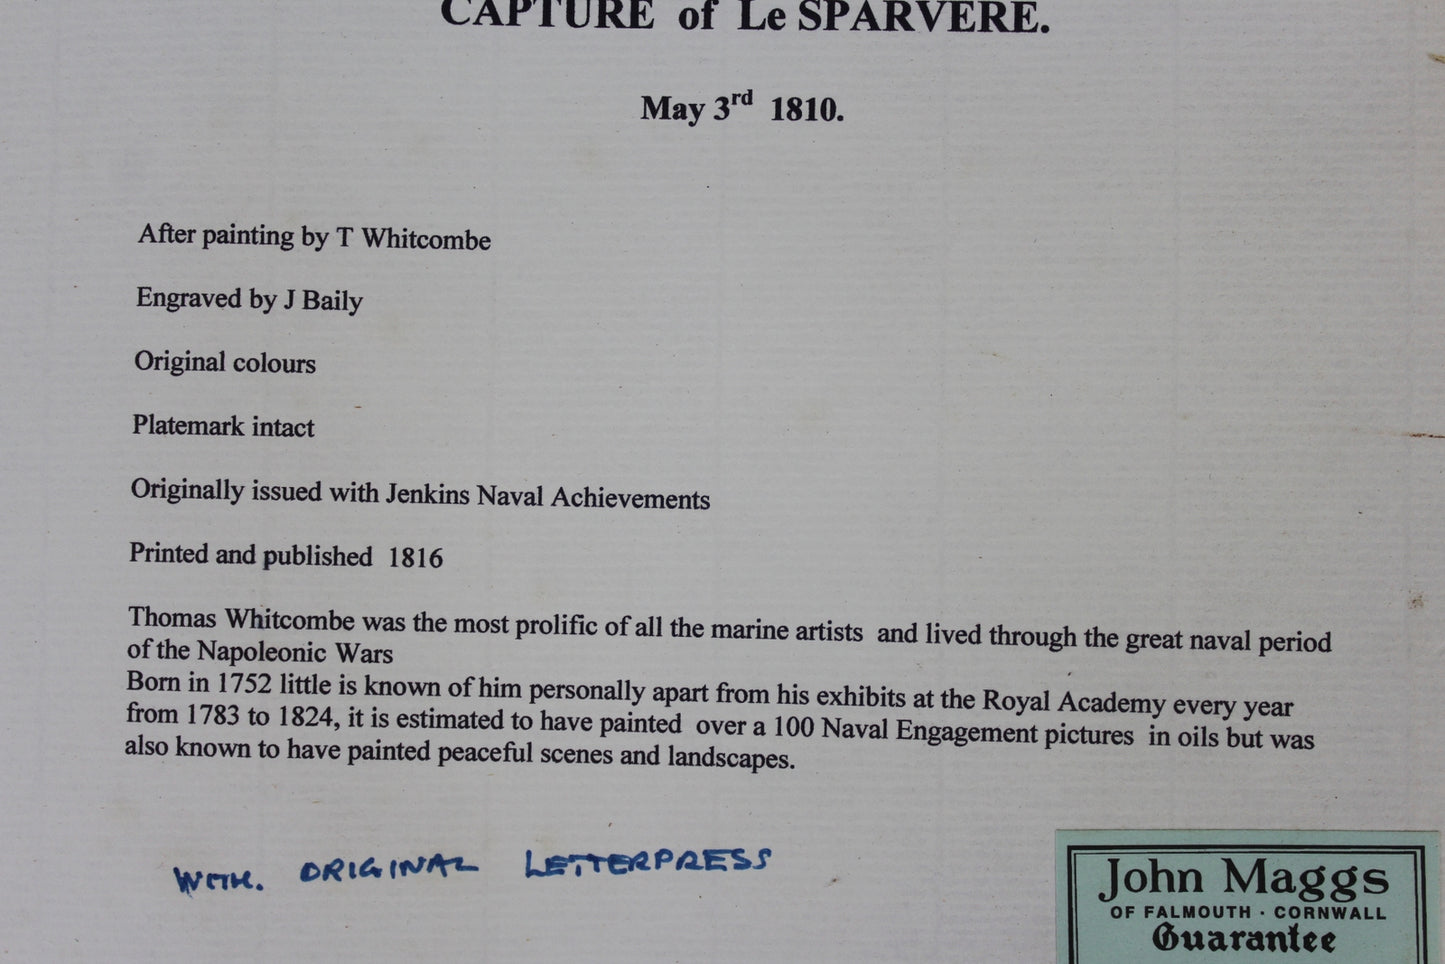 CAPTURE of Le SPARVERE.
May 3rd 1810.
After painting by T Whitcombe
Engraved by J Baily
Original colours
Platemark intact
Originally issued with Jenkins Naval Achievements
Printed and published 1816
Thomas Whitcombe was the most prolific of all the marine artists and lived through the great naval period
of the Napoleonic Wars
Born in 1752 little is known of him personally apart from his exhibits at the Royal Academy every year
from 1783 to 1824, it is estimated to have painted over a 100 Naval Engagement pictures in oils but was
also known to have painted peaceful scenes and landscapes.
WITH. ORIGINAL LETTERPRESS
John Maggs
OF FALMOUTH · CORNWALL
Guarantee